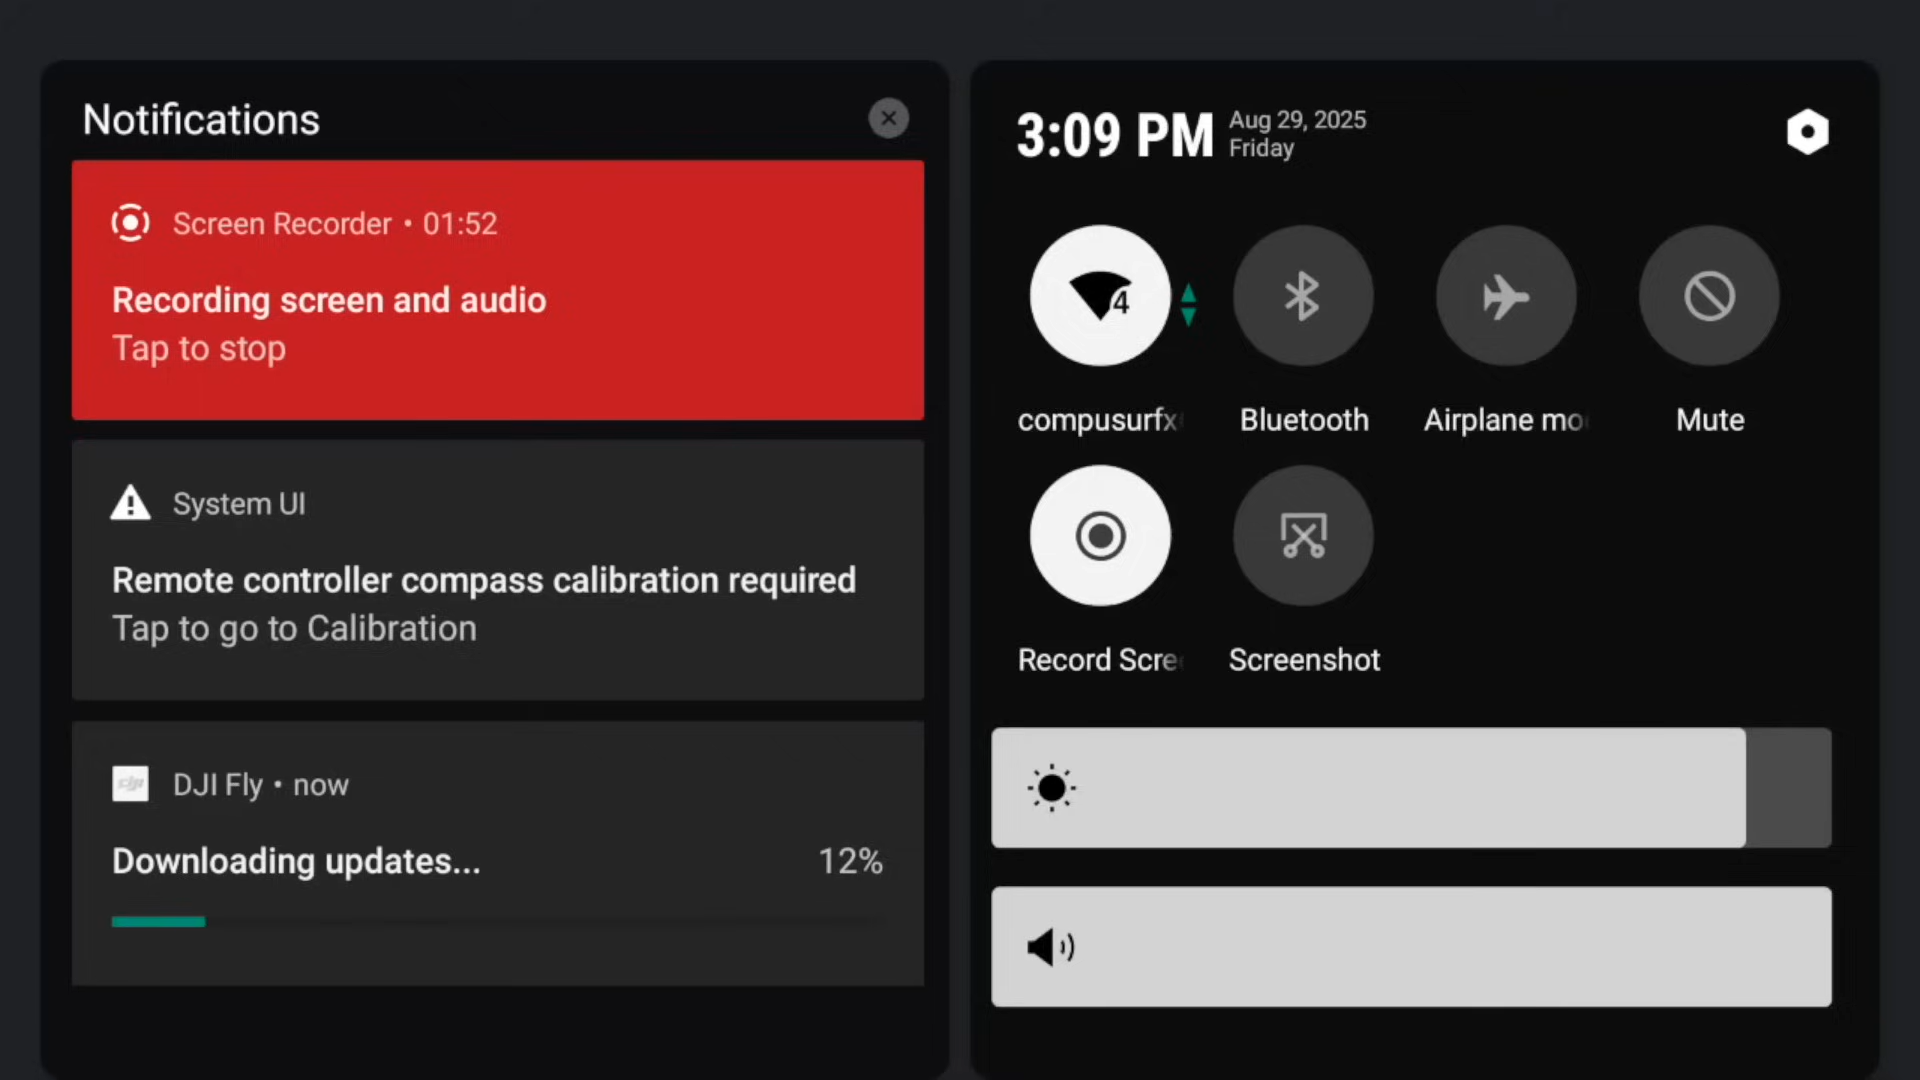 Notifications
Screen Recorder • 01:52
Recording screen and audio
Tap to stop
System UI
Remote controller compass calibration required
Tap to go to Calibration
dji
DJI Fly • now
Downloading updates...
12%
3:09 PM
Aug 29, 2025
Friday
4
compusurfx
Bluetooth
Airplane mo
Mute
Record Scre
Screenshot